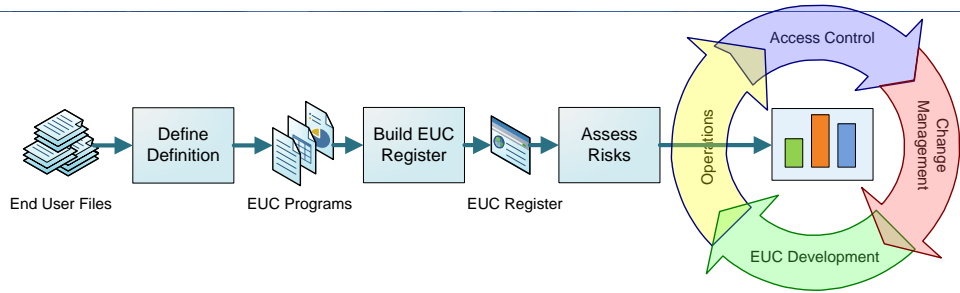 Access Control
Define
Definition
Build EUC
Register
Assess
Risks
Operations
Change
Management
End User Files
EUC Programs
EUC Register
EUC Development